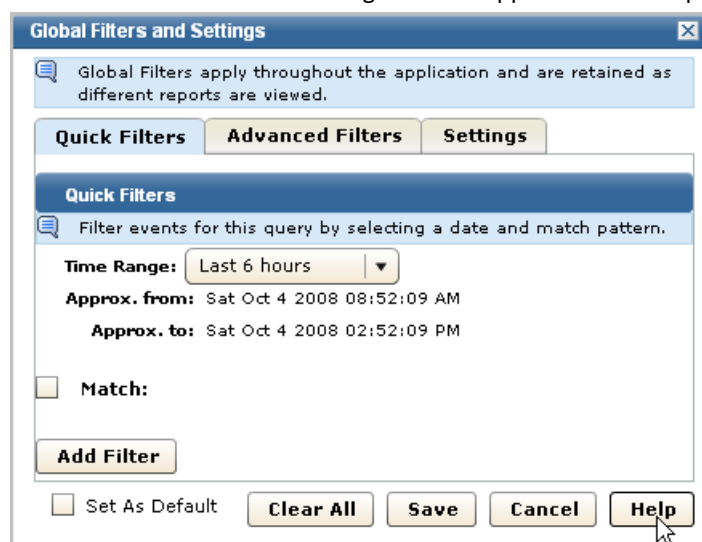 Global Filters and Settings
Global Filters apply throughout the application and are retained as
different reports are viewed.
Quick Filters Advanced Filters Settings
Quick Filters
Filter events for this query by selecting a date and match pattern.
Time Range: Last 6 hours
Approx. from: Sat Oct 4 2008 08:52:09 AM
Approx. to: Sat Oct 4 2008 02:52:09 PM
Match:
Add Filter
Set As Default Clear All Save Cancel Help